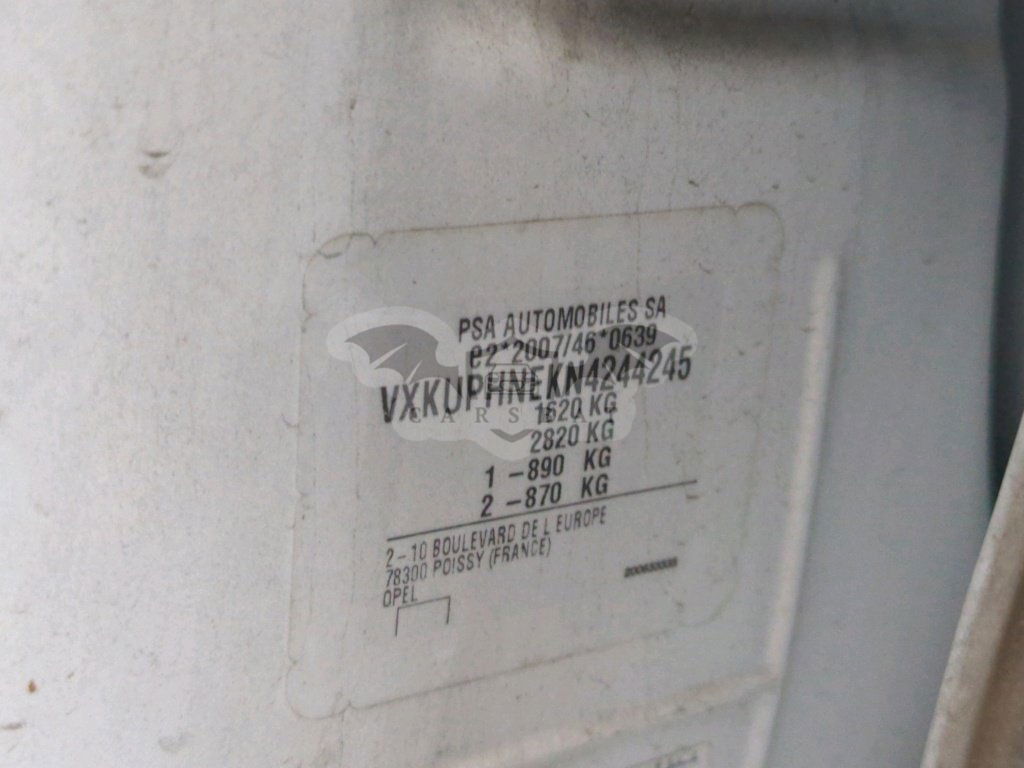 PSA AUTOMOBILES SA
e2*2007/46*0639
VXKUPHNEKN4244245
1620 KG
2820 KG
1 -890 KG
2 -870 KG
2-10 BOULEVARD DE L EUROPE
78300 POISSY (FRANCE)
OPEL